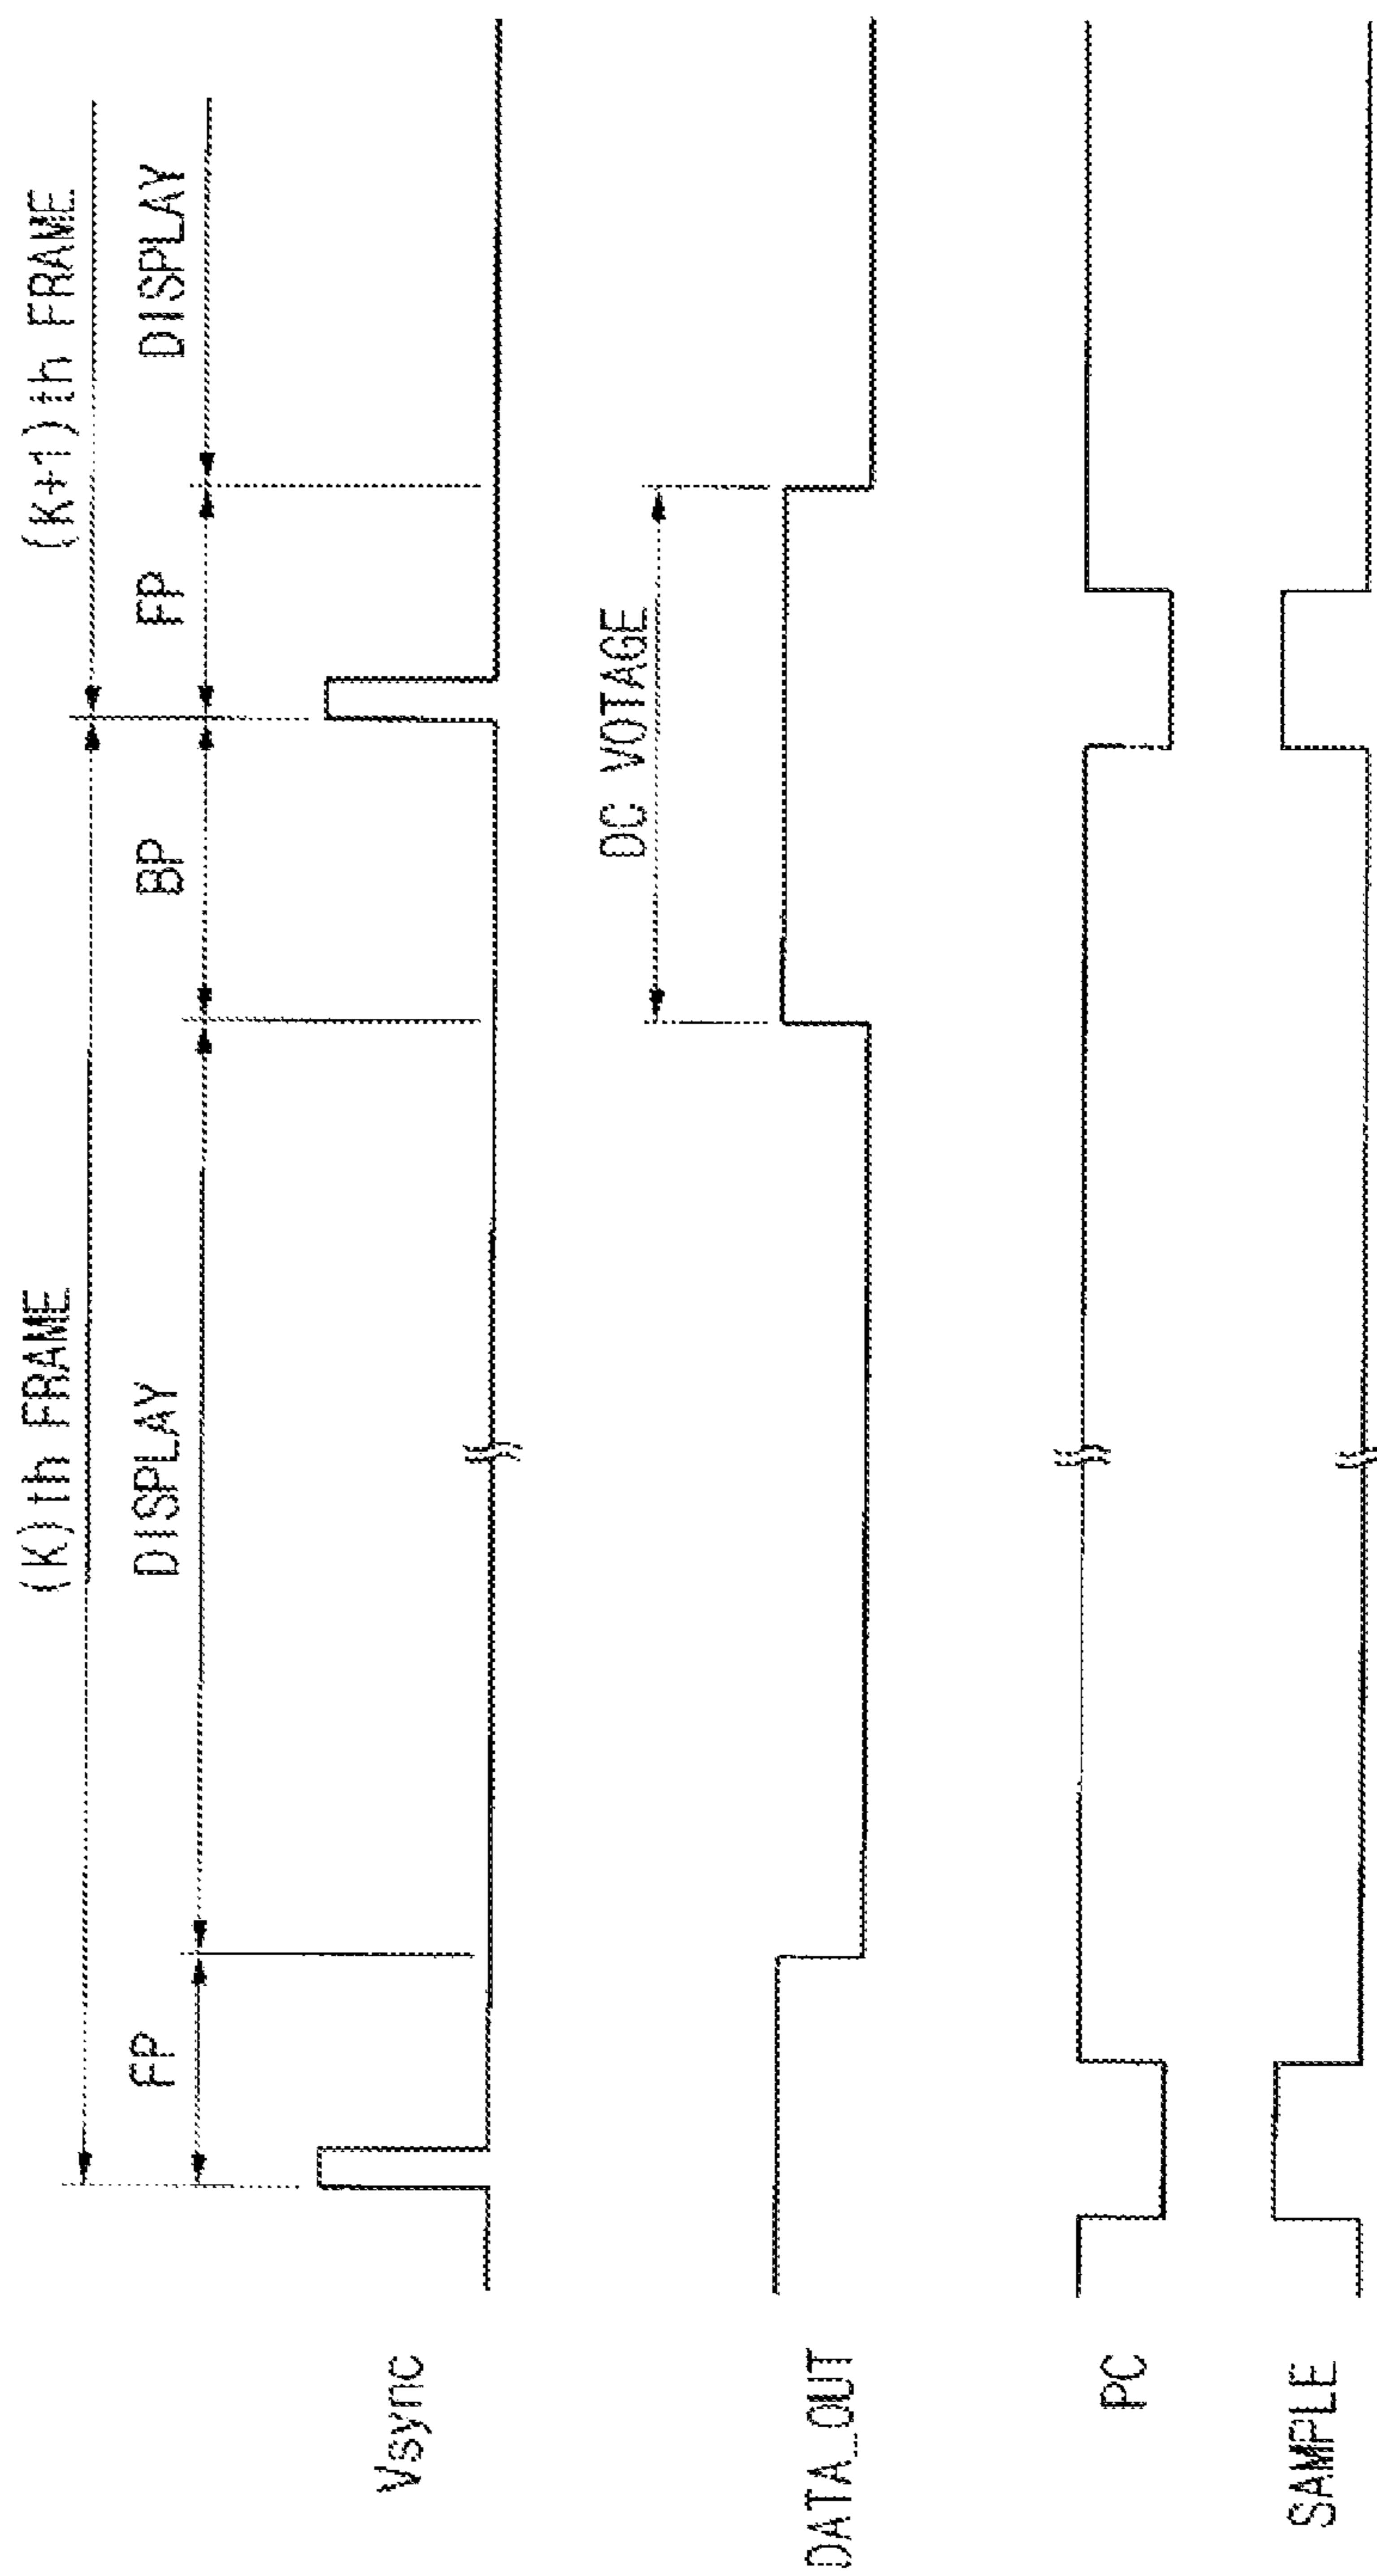 (K)th FRAME
(K+1)th FRAME
FP
DISPLAY
BP
FP
DISPLAY
Vsync
DC VOTAGE
DATA_OUT
PC
SAMPLE